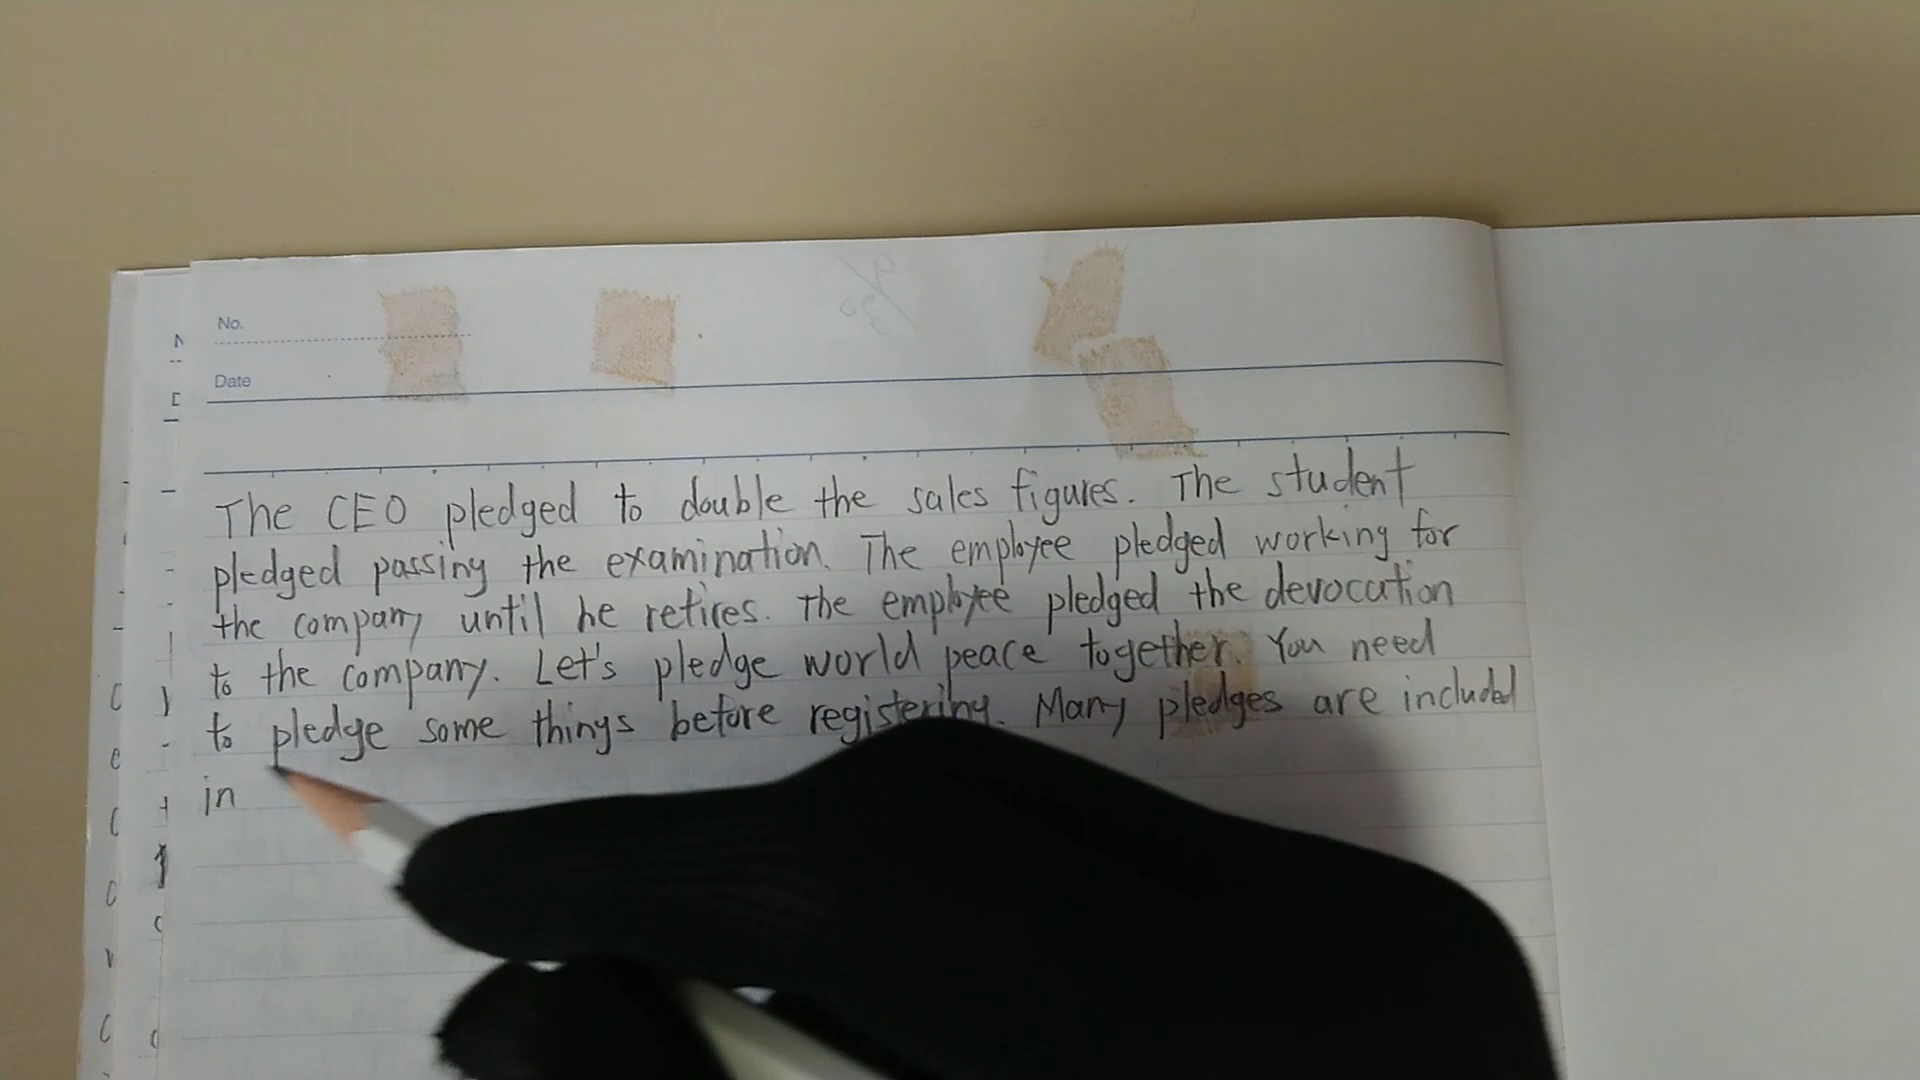 No.
Date
The CEO pledged to double the sales figures. The student
pledged passing the examination. The employee pledged working for
the company until he retires. The employee pledged the devocation
to the company. Let's pledge world peace together. You need
to pledge some things before registering. Many pledges are included
in